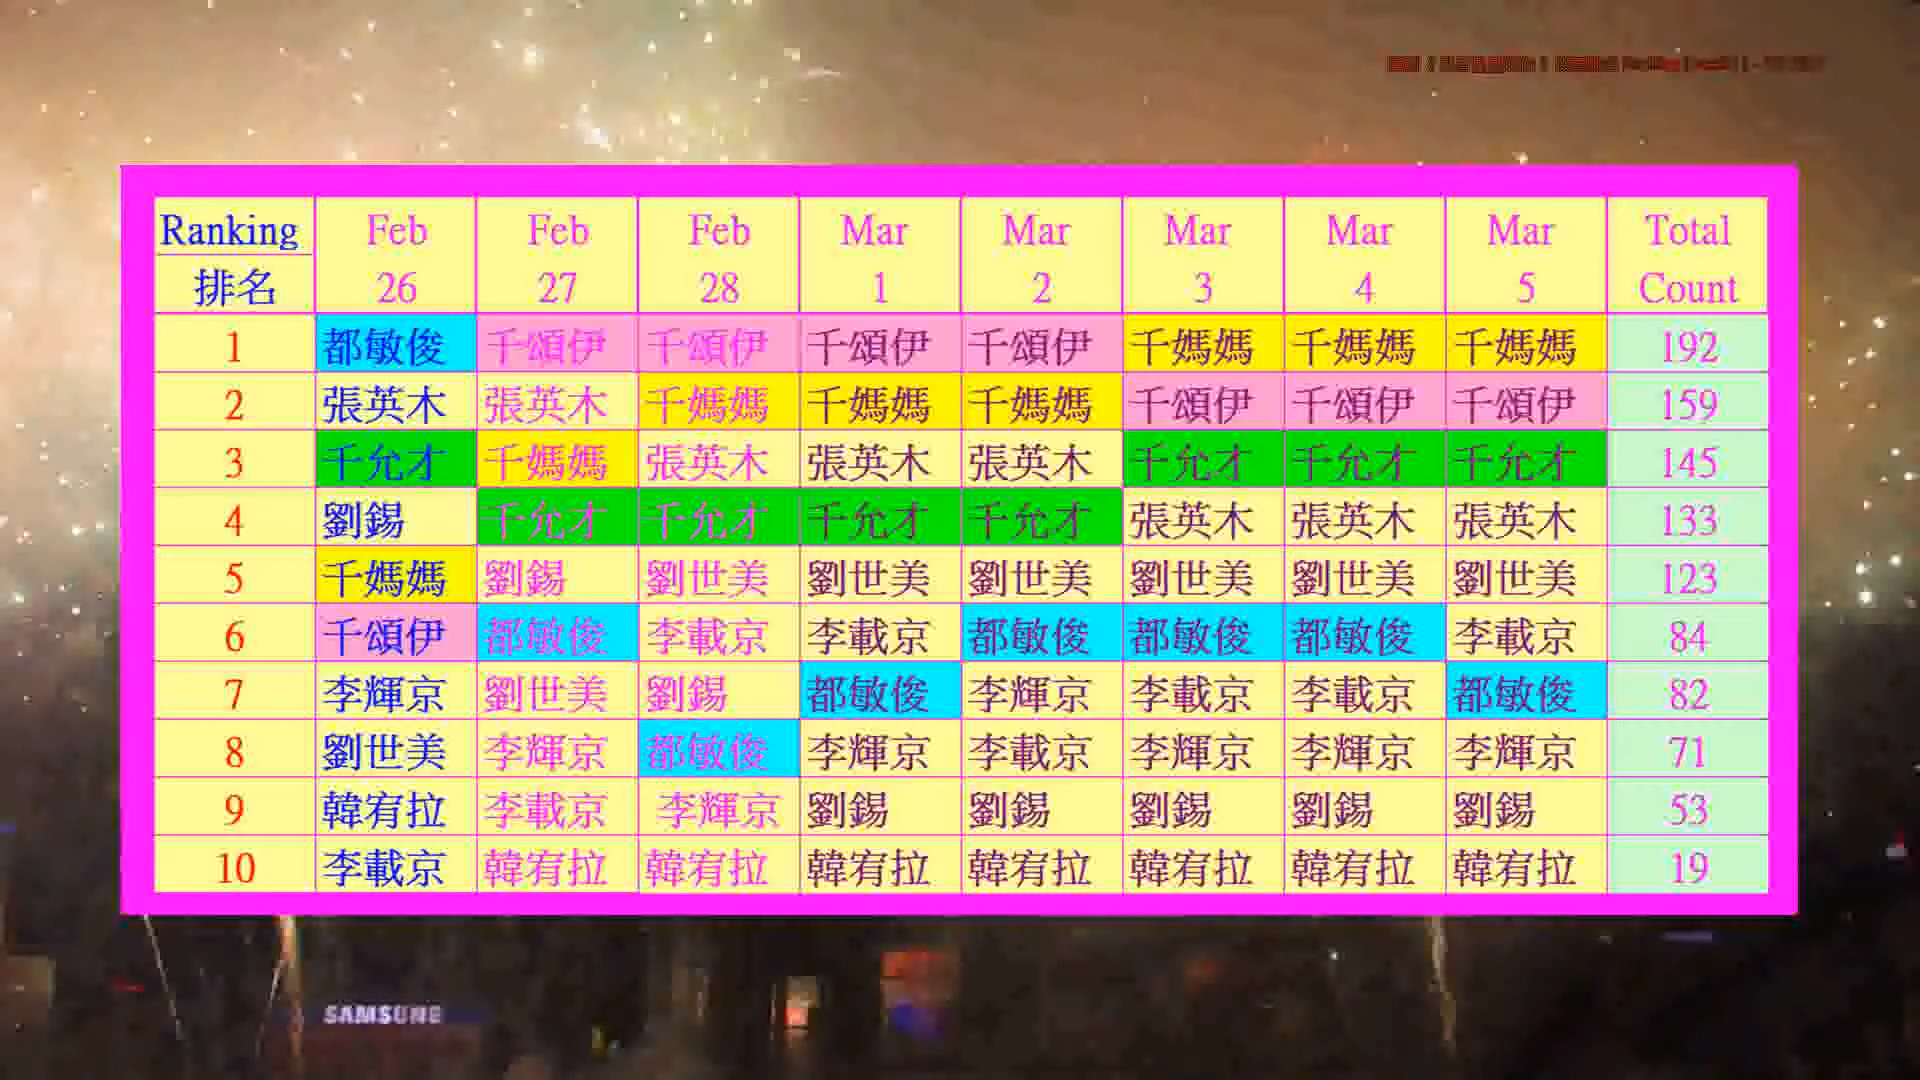 Ranking Feb Feb Feb Mar Mar Mar Mar Mar Total
排名 26 27 28 1 2 3 4 5 Count
1 都敏俊 千頌伊 千頌伊 千頌伊 千頌伊 千媽媽 千媽媽 千媽媽 192
2 張英木 張英木 千媽媽 千媽媽 千媽媽 千頌伊 千頌伊 千頌伊 159
3 千允才 千媽媽 張英木 張英木 張英木 千允才 千允才 千允才 145
4 劉錫 千允才 千允才 千允才 千允才 張英木 張英木 張英木 133
5 千媽媽 劉錫 劉世美 劉世美 劉世美 劉世美 劉世美 劉世美 123
6 千頌伊 都敏俊 李載京 李載京 都敏俊 都敏俊 都敏俊 李載京 84
7 李輝京 劉世美 劉錫 都敏俊 李輝京 李載京 李載京 都敏俊 82
8 劉世美 李輝京 都敏俊 李輝京 李載京 李輝京 李輝京 李輝京 71
9 韓宥拉 李載京 李輝京 劉錫 劉錫 劉錫 劉錫 劉錫 53
10 李載京 韓宥拉 韓宥拉 韓宥拉 韓宥拉 韓宥拉 韓宥拉 韓宥拉 19
SAMSUNG